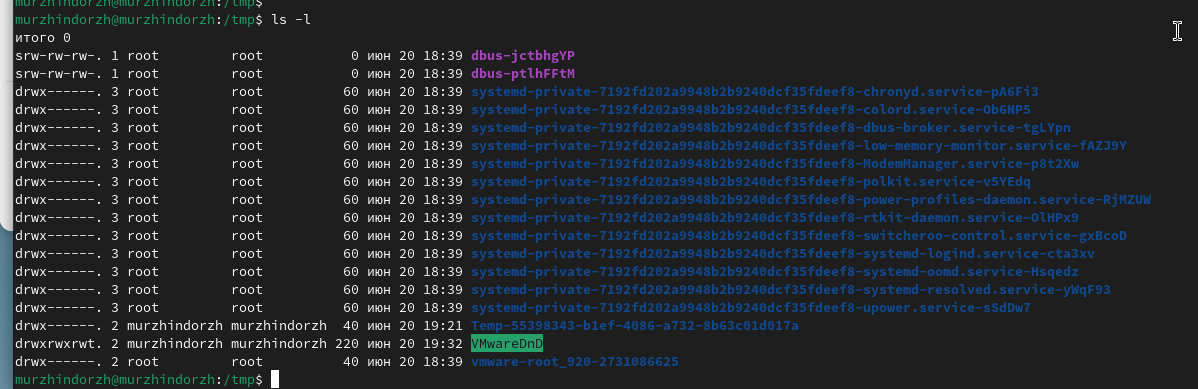 murzhindorzh@murzhindorzh:/tmp$
murzhindorzh@murzhindorzh:/tmp$ ls -l
итого 0
srw-rw-rw-. 1 root         root           0 июн 20 18:39 dbus-jctbhgYP
srw-rw-rw-. 1 root         root           0 июн 20 18:39 dbus-ptlhFFtM
drwx------. 3 root         root          60 июн 20 18:39 systemd-private-7192fd202a9948b2b9240dcf35fdeef8-chronyd.service-pA6Fi3
drwx------. 3 root         root          60 июн 20 18:39 systemd-private-7192fd202a9948b2b9240dcf35fdeef8-colord.service-Ob6NP5
drwx------. 3 root         root          60 июн 20 18:39 systemd-private-7192fd202a9948b2b9240dcf35fdeef8-dbus-broker.service-tgLYpn
drwx------. 3 root         root          60 июн 20 18:39 systemd-private-7192fd202a9948b2b9240dcf35fdeef8-low-memory-monitor.service-fAZJ9Y
drwx------. 3 root         root          60 июн 20 18:39 systemd-private-7192fd202a9948b2b9240dcf35fdeef8-ModemManager.service-p8t2Xw
drwx------. 3 root         root          60 июн 20 18:39 systemd-private-7192fd202a9948b2b9240dcf35fdeef8-polkit.service-v5YEdq
drwx------. 3 root         root          60 июн 20 18:39 systemd-private-7192fd202a9948b2b9240dcf35fdeef8-power-profiles-daemon.service-RjMZUW
drwx------. 3 root         root          60 июн 20 18:39 systemd-private-7192fd202a9948b2b9240dcf35fdeef8-rtkit-daemon.service-OlHPx9
drwx------. 3 root         root          60 июн 20 18:39 systemd-private-7192fd202a9948b2b9240dcf35fdeef8-switcheroo-control.service-gxBcoD
drwx------. 3 root         root          60 июн 20 18:39 systemd-private-7192fd202a9948b2b9240dcf35fdeef8-systemd-logind.service-cta3xv
drwx------. 3 root         root          60 июн 20 18:39 systemd-private-7192fd202a9948b2b9240dcf35fdeef8-systemd-oomd.service-Hsqedz
drwx------. 3 root         root          60 июн 20 18:39 systemd-private-7192fd202a9948b2b9240dcf35fdeef8-systemd-resolved.service-yWqF93
drwx------. 3 root         root          60 июн 20 18:39 systemd-private-7192fd202a9948b2b9240dcf35fdeef8-upower.service-sSdDw7
drwx------. 2 murzhindorzh murzhindorzh  40 июн 20 19:21 Temp-55398343-b1ef-4086-a732-8b63c01d017a
drwxrwxrwt. 2 murzhindorzh murzhindorzh 220 июн 20 19:32 VMwareDnD
drwx------. 2 root         root          40 июн 20 18:39 vmware-root_920-2731086625
murzhindorzh@murzhindorzh:/tmp$